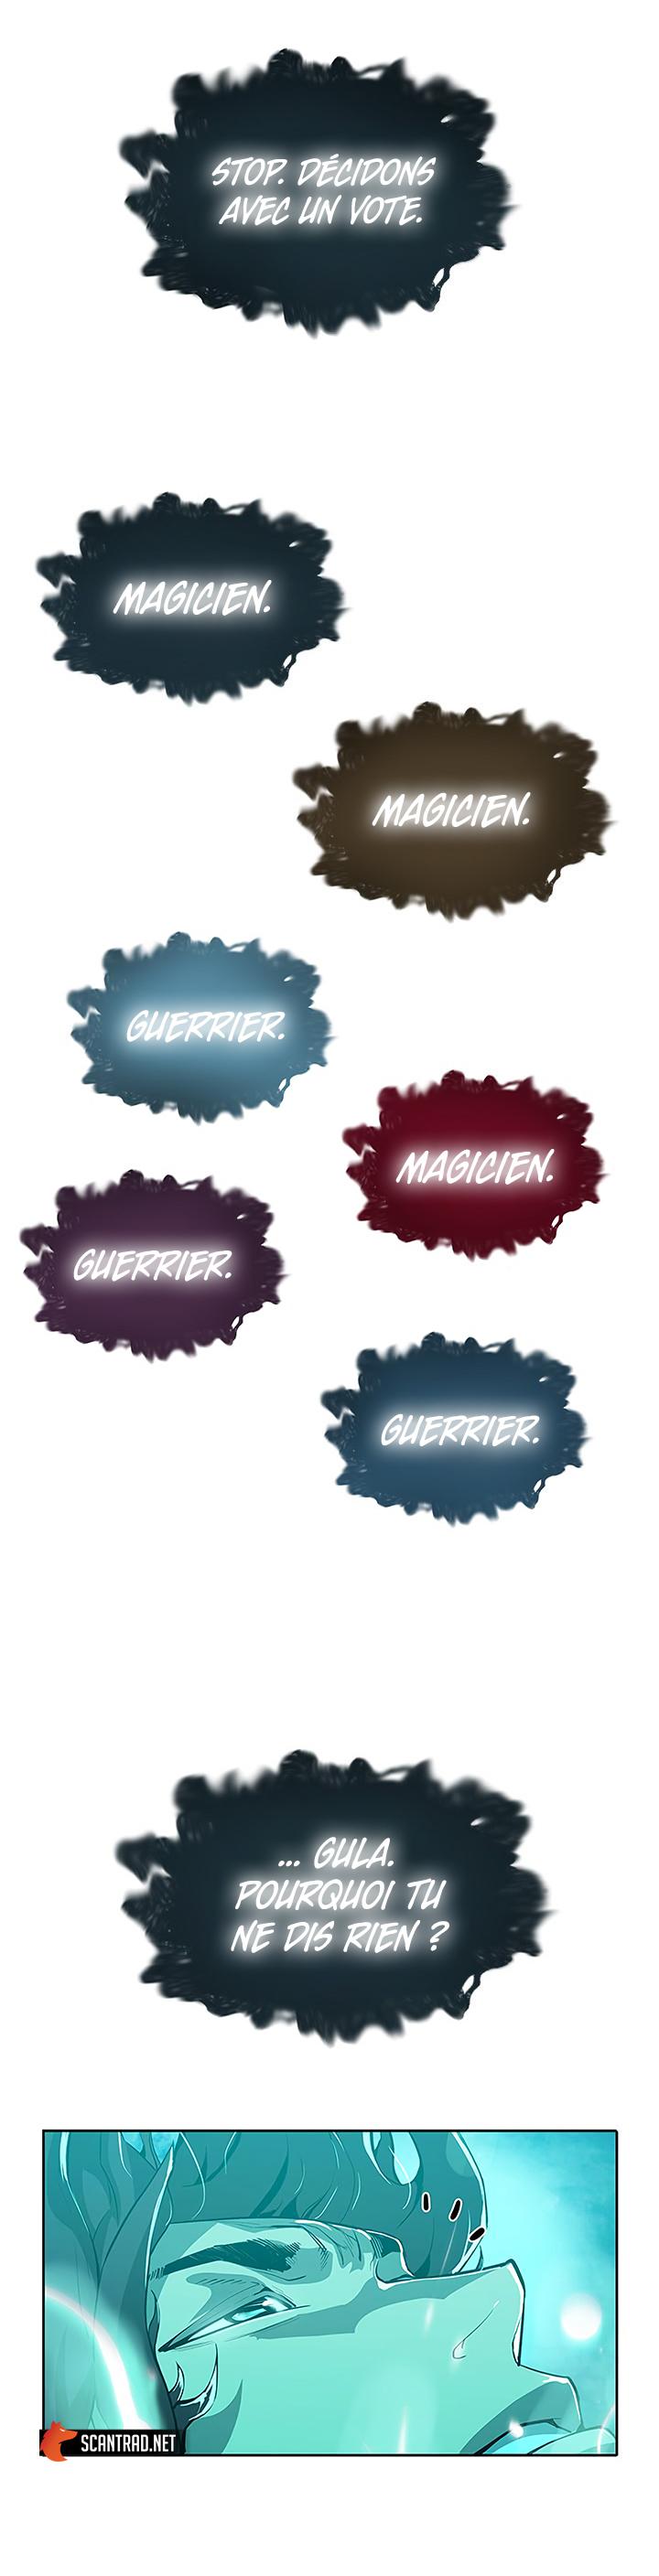 STOP. DÉCIDONS
AVEC UN VOTE.
MAGICIEN.
MAGICIEN.
GUERRIER.
MAGICIEN.
GUERRIER.
GUERRIER.
... GULA.
POURQUOI TU
NE DIS RIEN ?
SCANTRAD.NET